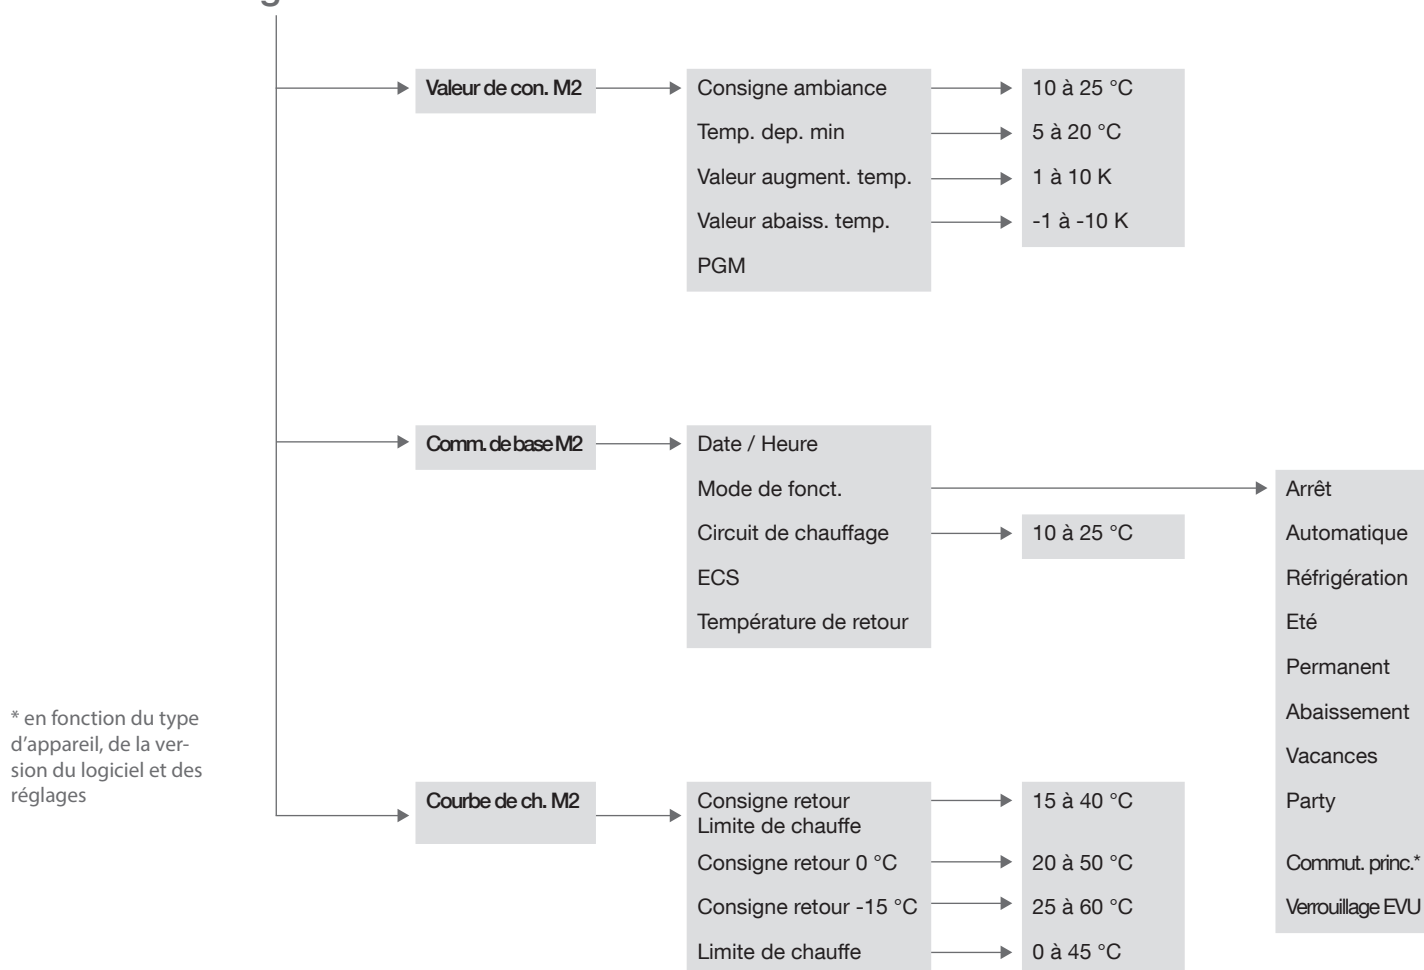 Valeur de con. M2
Consigne ambiance
10 à 25 °C
Temp. dep. min
5 à 20 °C
Valeur augment. temp.
1 à 10 K
Valeur abaiss. temp.
-1 à -10 K
PGM
Comm. de base M2
Date / Heure
Mode de fonct.
Arrêt
Circuit de chauffage
10 à 25 °C
Automatique
ECS
Réfrigération
Température de retour
Eté
Permanent
Abaissement
Vacances
Party
Commut. princ.*
Verrouillage EVU
* en fonction du type
d’appareil, de la ver-
sion du logiciel et des
réglages
Courbe de ch. M2
Consigne retour
Limite de chauffe
15 à 40 °C
Consigne retour 0 °C
20 à 50 °C
Consigne retour -15 °C
25 à 60 °C
Limite de chauffe
0 à 45 °C